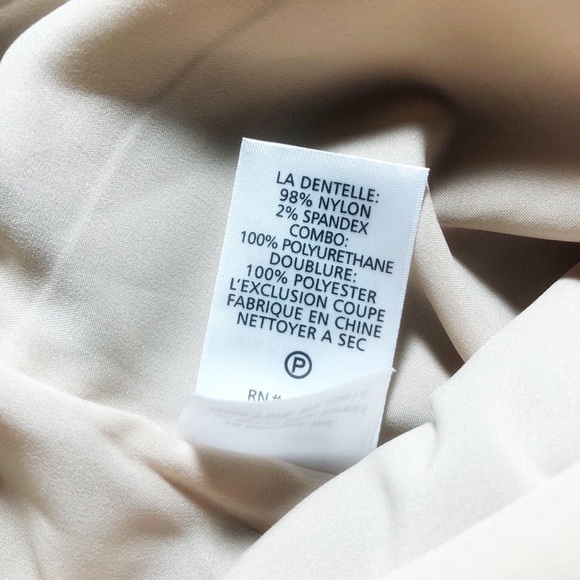 LA DENTELLE:
98% NYLON
2% SPANDEX
COMBO:
100% POLYURETHANE
DOUBLURE:
100% POLYESTER
L'EXCLUSION COUPE
FABRIQUE EN CHINE
NETTOYER A SEC
P
RN#